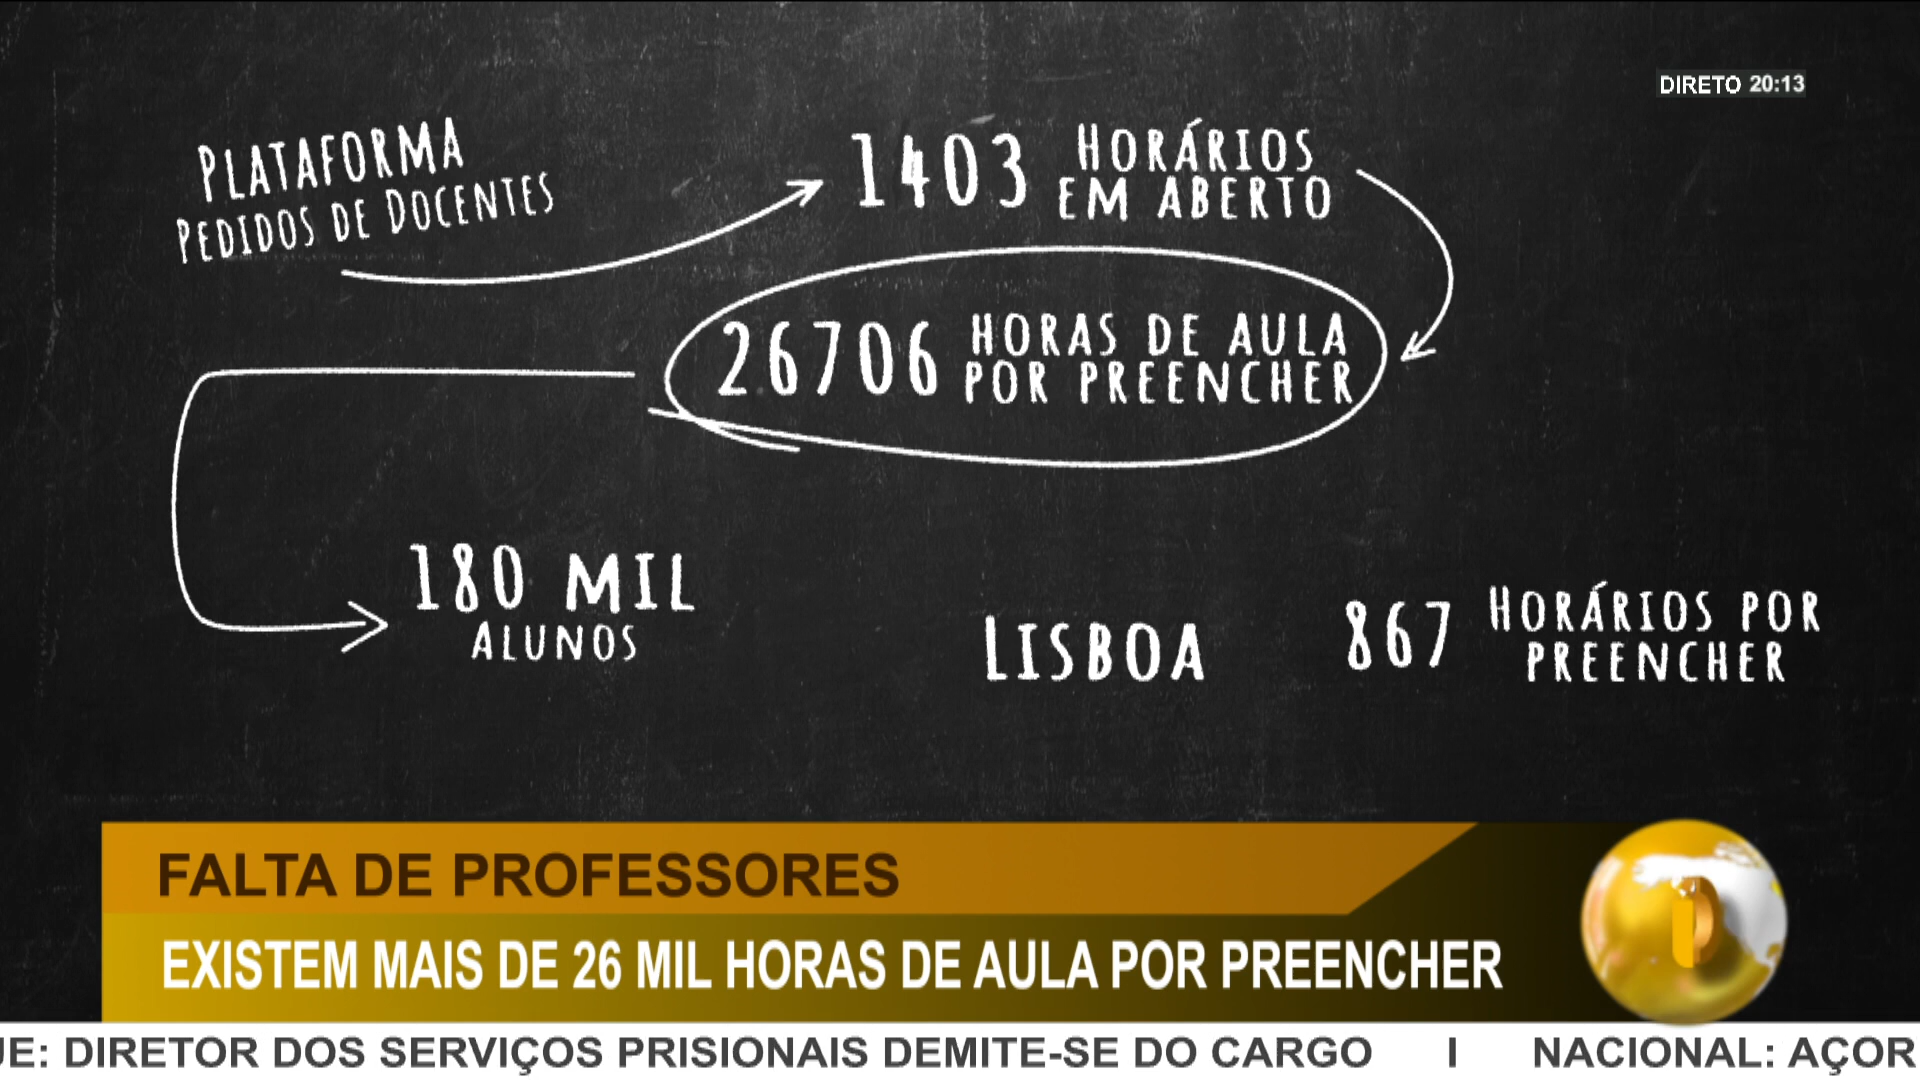 DIRETO 20:13
PLATAFORMA
PEDIDOS DE DOCENTES
1403 HORÁRIOS
EM ABERTO
26706 HORAS DE AULA
POR PREENCHER
180 MIL
ALUNOS
LISBOA
867 HORÁRIOS POR
PREENCHER
FALTA DE PROFESSORES
EXISTEM MAIS DE 26 MIL HORAS DE AULA POR PREENCHER
JE: DIRETOR DOS SERVIÇOS PRISIONAIS DEMITE-SE DO CARGO I NACIONAL: AÇOR